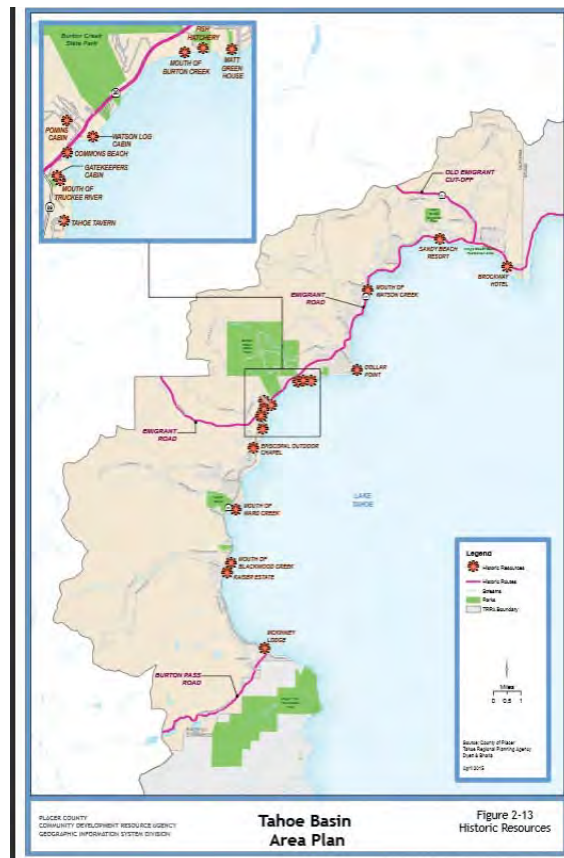 Burton Creek
State Park
FISH
HATCHERY
MOUTH OF
BURTON CREEK
WATT
GREEN
HOUSE
POMINS
CABIN
WATSON LOG
CABIN
COMMONS BEACH
GATEKEEPERS
CABIN
MOUTH OF
TRUCKEE RIVER
TAHOE TAVERN
OLD EMIGRANT
CUT-OFF
SANDY BEACH
RESORT
BROCKWAY
HOTEL
EMIGRANT
ROAD
MOUTH OF
WATSON CREEK
DOLLAR
POINT
EMIGRANT
ROAD
EPISCOPAL OUTDOOR
CHAPEL
LAKE
TAHOE
MOUTH OF
WARD CREEK
MOUTH OF
BLACKWOOD CREEK
KAISER ESTATE
MCKINNEY
LODGE
BURTON PASS
ROAD
Legend
Historic Resources
Historic Routes
Streams
Parks
TRPA Boundary
Miles
0 0.5 1
Source: County of Placer
Tahoe Regional Planning Agency
Dyett & Bhatia
April 2015
PLACER COUNTY
COMMUNITY DEVELOPMENT RESOURCE AGENCY
GEOGRAPHIC INFORMATION SYSTEM DIVISION
Tahoe Basin
Area Plan
Figure 2-13
Historic Resources